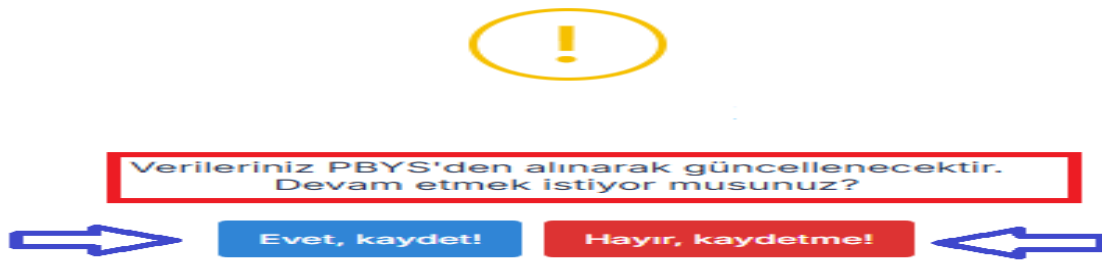 !
Verileriniz PBYS'den alınarak güncellenecektir.
Devam etmek istiyor musunuz?
Evet, kaydet!
Hayır, kaydetme!